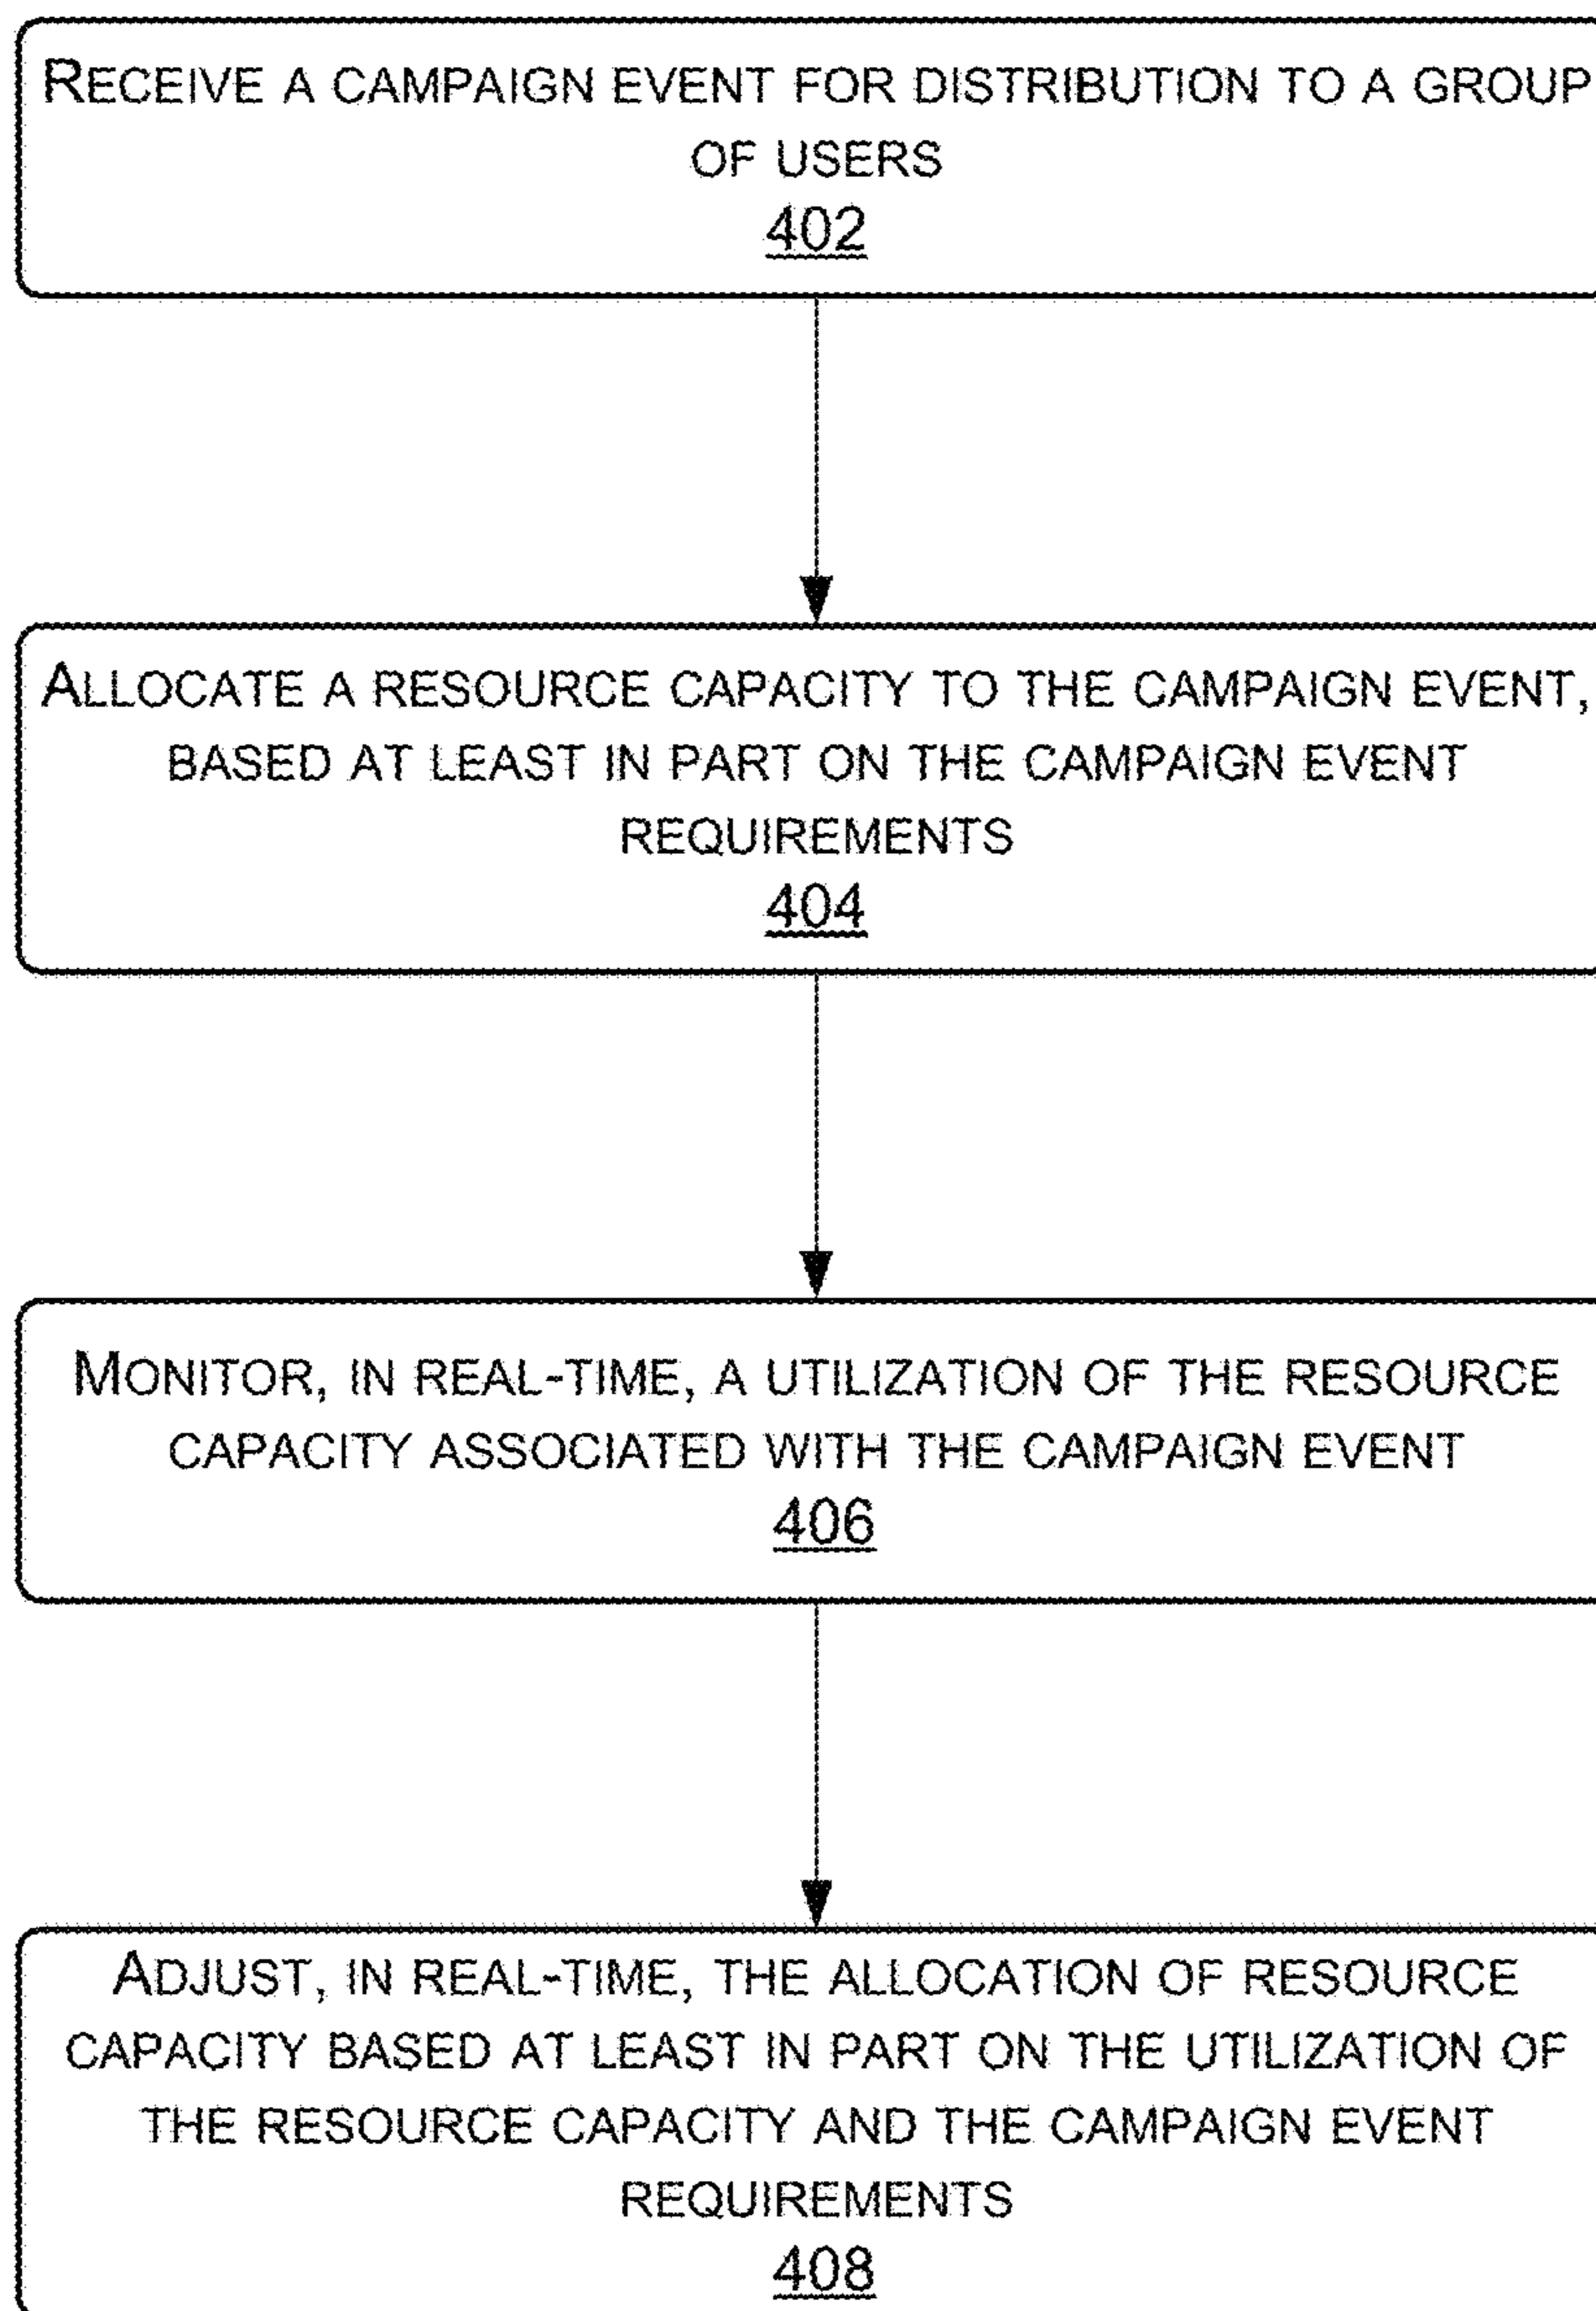 RECEIVE A CAMPAIGN EVENT FOR DISTRIBUTION TO A GROUP
OF USERS
402
ALLOCATE A RESOURCE CAPACITY TO THE CAMPAIGN EVENT,
BASED AT LEAST IN PART ON THE CAMPAIGN EVENT
REQUIREMENTS
404
MONITOR, IN REAL-TIME, A UTILIZATION OF THE RESOURCE
CAPACITY ASSOCIATED WITH THE CAMPAIGN EVENT
406
ADJUST, IN REAL-TIME, THE ALLOCATION OF RESOURCE
CAPACITY BASED AT LEAST IN PART ON THE UTILIZATION OF
THE RESOURCE CAPACITY AND THE CAMPAIGN EVENT
REQUIREMENTS
408